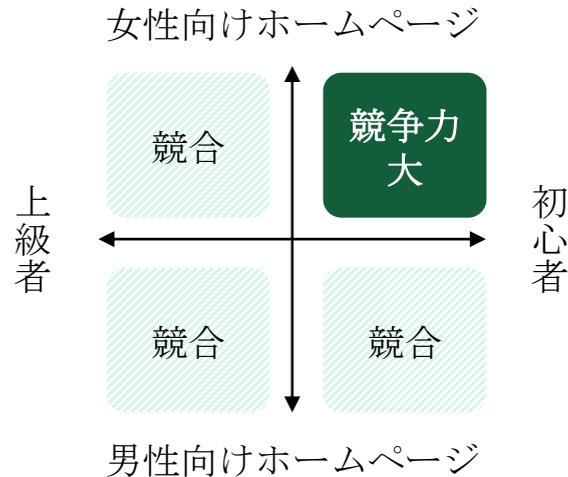 女性向けホームページ
競合
競争力
大
上級者
初心者
競合
競合
男性向けホームページ